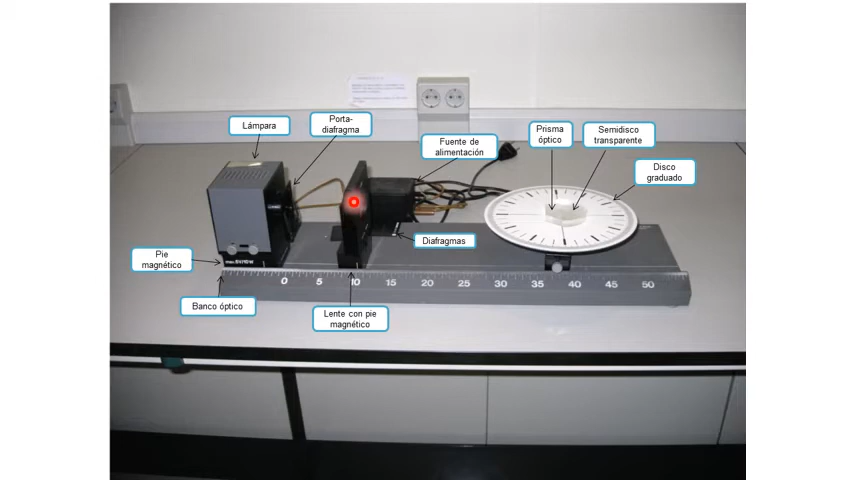 Lámpara
Porta-
diafragma
Fuente de
alimentación
Prisma
óptico
Semidisco
transparente
Disco
graduado
Diafragmas
Pie
magnético
Banco óptico
Lente con pie
magnético
0 5 10 15 20 25 30 35 40 45 50